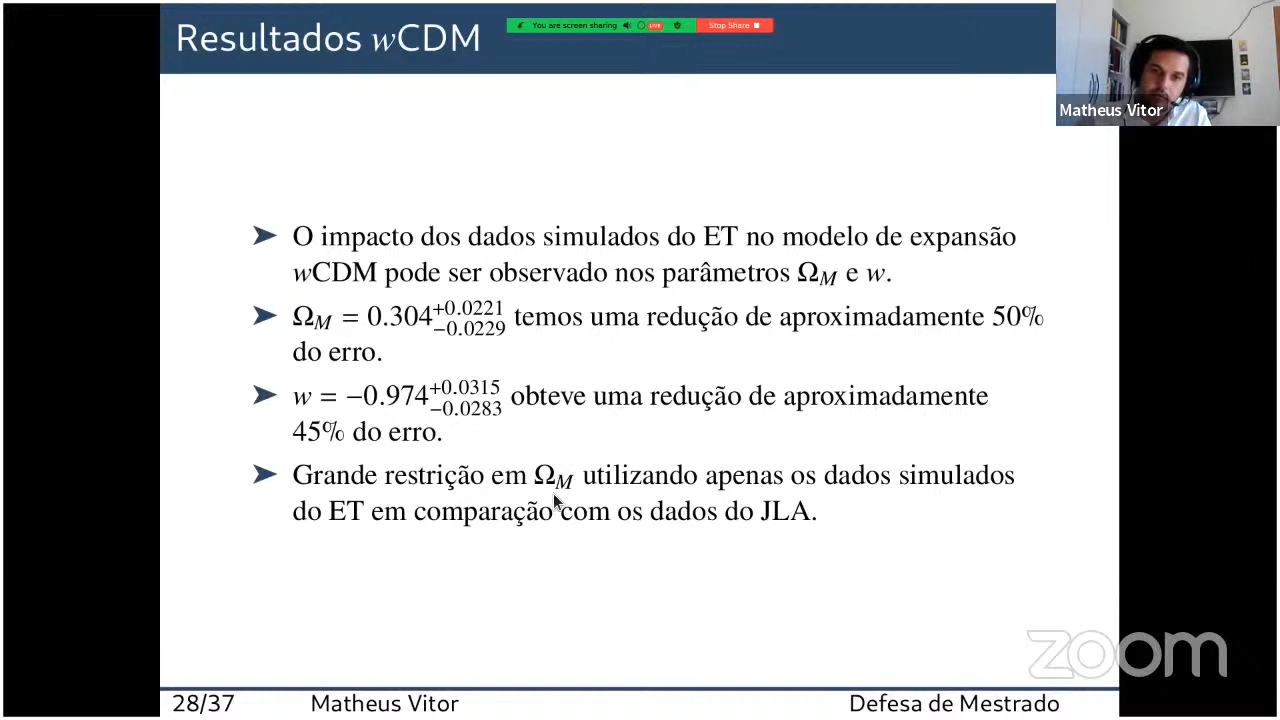 Resultados wCDM
You are screen sharing
LIVE
Stop Share
Matheus Vitor
➤ O impacto dos dados simulados do ET no modelo de expansão
wCDM pode ser observado nos parâmetros Ω_M e w.
➤ Ω_M = 0.304^{+0.0221}_{−0.0229} temos uma redução de aproximadamente 50%
do erro.
➤ w = −0.974^{+0.0315}_{−0.0283} obteve uma redução de aproximadamente
45% do erro.
➤ Grande restrição em Ω_M utilizando apenas os dados simulados
do ET em comparação com os dados do JLA.
zoom
28/37 Matheus Vitor Defesa de Mestrado